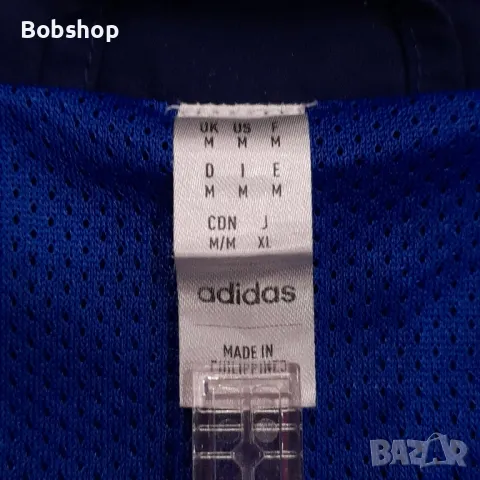 Bobshop
UK US F
M M M
D I E
M M M
CDN J
M/M XL
adidas
MADE IN
PHILIPPINES
BAZAR